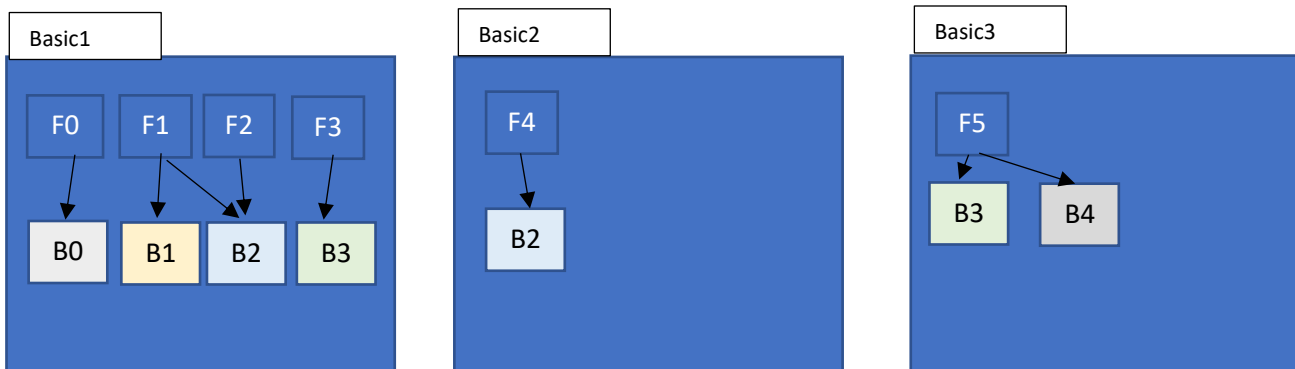 Basic1
Basic2
Basic3
F0 F1 F2 F3
F4
F5
B0 B1 B2 B3
B2
B3 B4